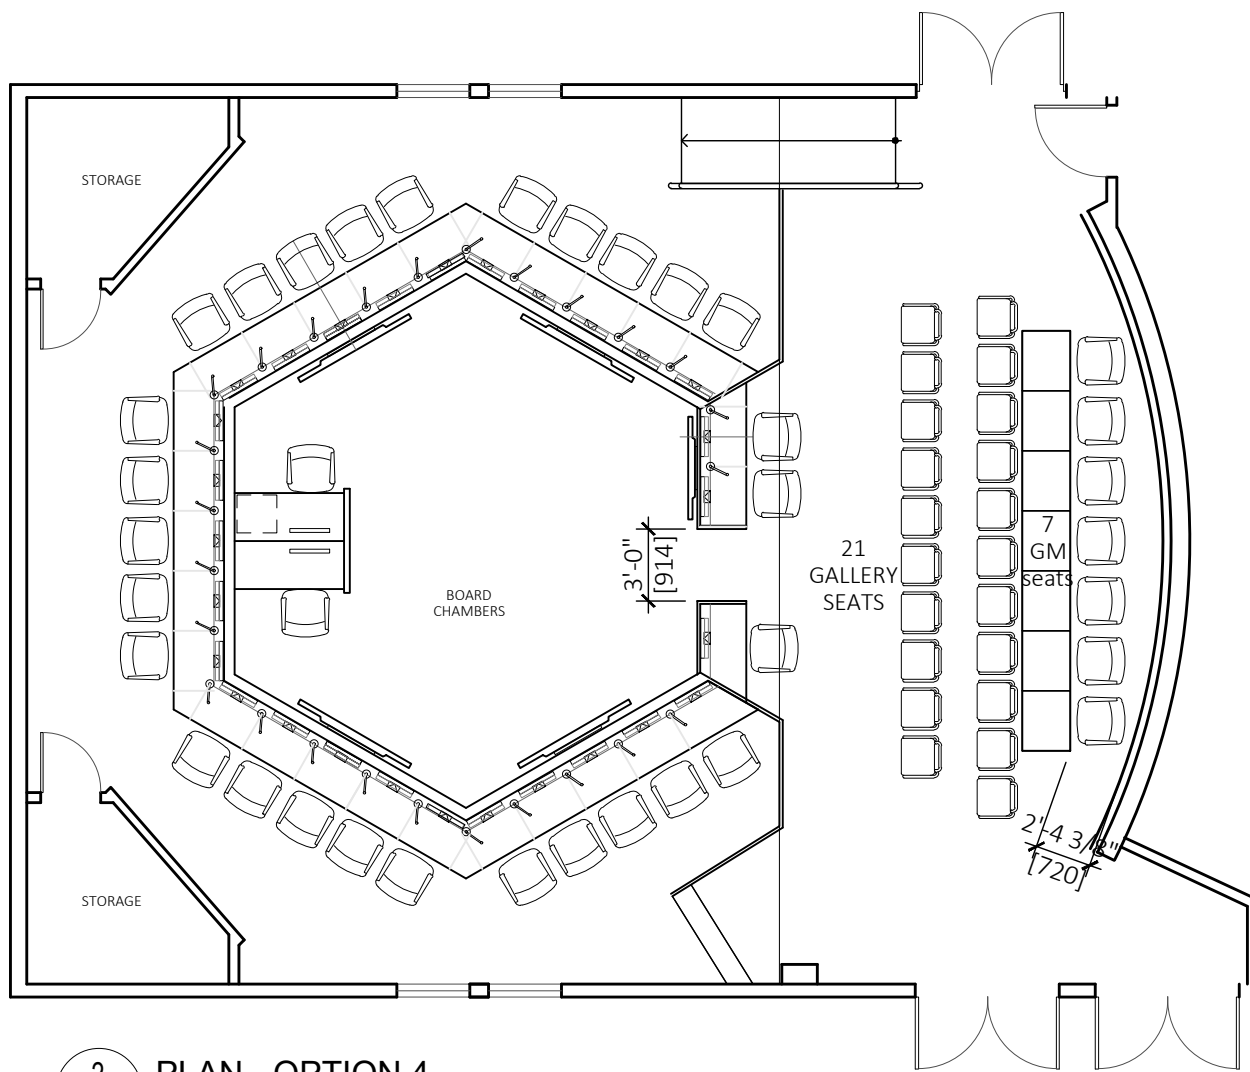 STORAGE
3'-0"
[914]
21
GALLERY
SEATS
7
GM
seats
BOARD
CHAMBERS
2'-4 3/8"
[720]
STORAGE
2
PLAN - OPTION 4